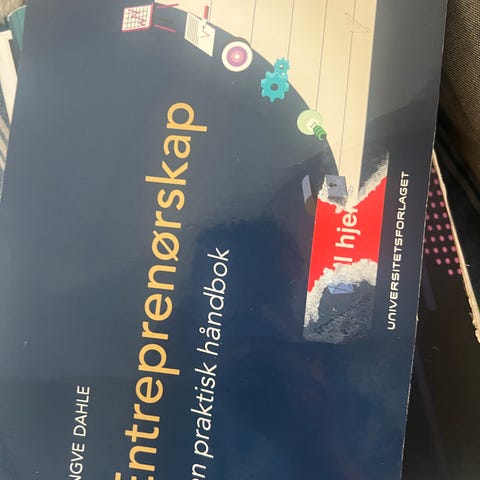 NGVE DAHLE
Entreprenørskap
en praktisk håndbok
l hjer
UNIVERSITETSFORLAGET